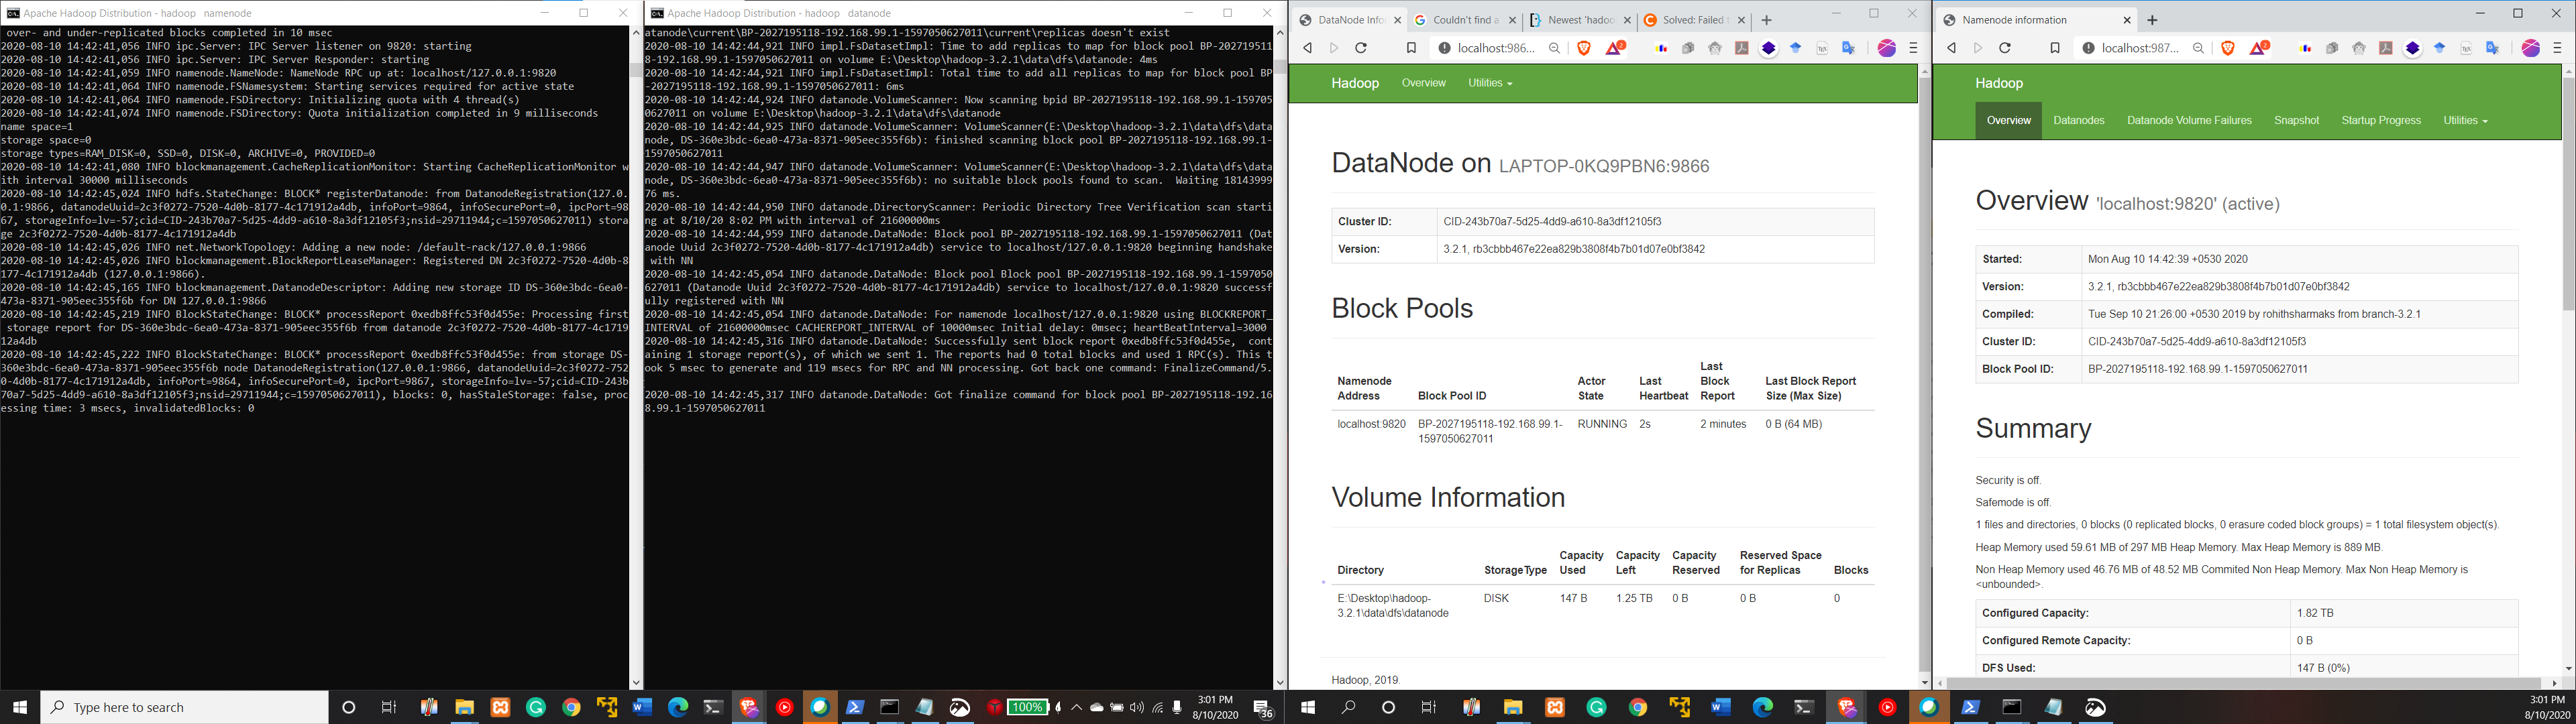 Apache Hadoop Distribution - hadoop   namenode
 over- and under-replicated blocks completed in 10 msec
2020-08-10 14:42:41,056 INFO ipc.Server: IPC Server listener on 9820: starting
2020-08-10 14:42:41,056 INFO ipc.Server: IPC Server Responder: starting
2020-08-10 14:42:41,059 INFO namenode.NameNode: NameNode RPC up at: localhost/127.0.0.1:9820
2020-08-10 14:42:41,064 INFO namenode.FSNamesystem: Starting services required for active state
2020-08-10 14:42:41,064 INFO namenode.FSDirectory: Initializing quota with 4 thread(s)
2020-08-10 14:42:41,074 INFO namenode.FSDirectory: Quota initialization completed in 9 milliseconds
name space=1
storage space=0
storage types=RAM_DISK=0, SSD=0, DISK=0, ARCHIVE=0, PROVIDED=0
2020-08-10 14:42:41,080 INFO blockmanagement.CacheReplicationMonitor: Starting CacheReplicationMonitor w
ith interval 30000 milliseconds
2020-08-10 14:42:45,024 INFO hdfs.StateChange: BLOCK* registerDatanode: from DatanodeRegistration(127.0.
0.1:9866, datanodeUuid=2c3f0272-7520-4d0b-8177-4c171912a4db, infoPort=9864, infoSecurePort=0, ipcPort=98
67, storageInfo=lv=-57;cid=CID-243b70a7-5d25-4dd9-a610-8a3df12105f3;nsid=29711944;c=1597050627011) stora
ge 2c3f0272-7520-4d0b-8177-4c171912a4db
2020-08-10 14:42:45,026 INFO net.NetworkTopology: Adding a new node: /default-rack/127.0.0.1:9866
2020-08-10 14:42:45,026 INFO blockmanagement.BlockReportLeaseManager: Registered DN 2c3f0272-7520-4d0b-8
177-4c171912a4db (127.0.0.1:9866).
2020-08-10 14:42:45,165 INFO blockmanagement.DatanodeDescriptor: Adding new storage ID DS-360e3bdc-6ea0-
473a-8371-905eec355f6b for DN 127.0.0.1:9866
2020-08-10 14:42:45,219 INFO BlockStateChange: BLOCK* processReport 0xedb8ffc53f0d455e: Processing first
 storage report for DS-360e3bdc-6ea0-473a-8371-905eec355f6b from datanode 2c3f0272-7520-4d0b-8177-4c1719
12a4db
2020-08-10 14:42:45,222 INFO BlockStateChange: BLOCK* processReport 0xedb8ffc53f0d455e: from storage DS-
360e3bdc-6ea0-473a-8371-905eec355f6b node DatanodeRegistration(127.0.0.1:9866, datanodeUuid=2c3f0272-752
0-4d0b-8177-4c171912a4db, infoPort=9864, infoSecurePort=0, ipcPort=9867, storageInfo=lv=-57;cid=CID-243b
70a7-5d25-4dd9-a610-8a3df12105f3;nsid=29711944;c=1597050627011), blocks: 0, hasStaleStorage: false, proc
essing time: 3 msecs, invalidatedBlocks: 0
Apache Hadoop Distribution - hadoop   datanode
atanode\current\BP-2027195118-192.168.99.1-1597050627011\current\replicas doesn't exist
2020-08-10 14:42:44,921 INFO impl.FsDatasetImpl: Time to add replicas to map for block pool BP-202719511
8-192.168.99.1-1597050627011 on volume E:\Desktop\hadoop-3.2.1\data\dfs\datanode: 4ms
2020-08-10 14:42:44,921 INFO impl.FsDatasetImpl: Total time to add all replicas to map for block pool BP
-2027195118-192.168.99.1-1597050627011: 6ms
2020-08-10 14:42:44,924 INFO datanode.VolumeScanner: Now scanning bpid BP-2027195118-192.168.99.1-159705
0627011 on volume E:\Desktop\hadoop-3.2.1\data\dfs\datanode
2020-08-10 14:42:44,925 INFO datanode.VolumeScanner: VolumeScanner(E:\Desktop\hadoop-3.2.1\data\dfs\data
node, DS-360e3bdc-6ea0-473a-8371-905eec355f6b): finished scanning block pool BP-2027195118-192.168.99.1-
1597050627011
2020-08-10 14:42:44,947 INFO datanode.VolumeScanner: VolumeScanner(E:\Desktop\hadoop-3.2.1\data\dfs\data
node, DS-360e3bdc-6ea0-473a-8371-905eec355f6b): no suitable block pools found to scan.  Waiting 18143999
76 ms.
2020-08-10 14:42:44,950 INFO datanode.DirectoryScanner: Periodic Directory Tree Verification scan starti
ng at 8/10/20 8:02 PM with interval of 21600000ms
2020-08-10 14:42:44,959 INFO datanode.DataNode: Block pool BP-2027195118-192.168.99.1-1597050627011 (Dat
anode Uuid 2c3f0272-7520-4d0b-8177-4c171912a4db) service to localhost/127.0.0.1:9820 beginning handshake
 with NN
2020-08-10 14:42:45,054 INFO datanode.DataNode: Block pool Block pool BP-2027195118-192.168.99.1-1597050
627011 (Datanode Uuid 2c3f0272-7520-4d0b-8177-4c171912a4db) service to localhost/127.0.0.1:9820 successf
ully registered with NN
2020-08-10 14:42:45,054 INFO datanode.DataNode: For namenode localhost/127.0.0.1:9820 using BLOCKREPORT_
INTERVAL of 21600000msec CACHEREPORT_INTERVAL of 10000msec Initial delay: 0msec; heartBeatInterval=3000
2020-08-10 14:42:45,316 INFO datanode.DataNode: Successfully sent block report 0xedb8ffc53f0d455e,  cont
aining 1 storage report(s), of which we sent 1. The reports had 0 total blocks and used 1 RPC(s). This t
ook 5 msec to generate and 119 msecs for RPC and NN processing. Got back one command: FinalizeCommand/5.
2020-08-10 14:42:45,317 INFO datanode.DataNode: Got finalize command for block pool BP-2027195118-192.16
8.99.1-1597050627011
DataNode Infor   Couldn't find a   Newest 'hadoo   Solved: Failed t
localhost:986...
Hadoop   Overview   Utilities
DataNode on LAPTOP-0KQ9PBN6:9866
Cluster ID:   CID-243b70a7-5d25-4dd9-a610-8a3df12105f3
Version:   3.2.1, rb3cbbb467e22ea829b3808f4b7b01d07e0bf3842
Block Pools
Namenode Address   Block Pool ID   Actor State   Last Heartbeat   Last Block Report   Last Block Report Size (Max Size)
localhost:9820   BP-2027195118-192.168.99.1-   RUNNING   2s   2 minutes   0 B (64 MB)
1597050627011
Volume Information
Directory   StorageType   Capacity Used   Capacity Left   Capacity Reserved   Reserved Space for Replicas   Blocks
E:\Desktop\hadoop-   DISK   147 B   1.25 TB   0 B   0 B   0
3.2.1\data\dfs\datanode
Hadoop, 2019.
Namenode information
localhost:987...
Hadoop
Overview   Datanodes   Datanode Volume Failures   Snapshot   Startup Progress   Utilities
Overview 'localhost:9820' (active)
Started:   Mon Aug 10 14:42:39 +0530 2020
Version:   3.2.1, rb3cbbb467e22ea829b3808f4b7b01d07e0bf3842
Compiled:   Tue Sep 10 21:26:00 +0530 2019 by rohithsharmaks from branch-3.2.1
Cluster ID:   CID-243b70a7-5d25-4dd9-a610-8a3df12105f3
Block Pool ID:   BP-2027195118-192.168.99.1-1597050627011
Summary
Security is off.
Safemode is off.
1 files and directories, 0 blocks (0 replicated blocks, 0 erasure coded block groups) = 1 total filesystem object(s).
Heap Memory used 59.61 MB of 297 MB Heap Memory. Max Heap Memory is 889 MB.
Non Heap Memory used 46.76 MB of 48.52 MB Commited Non Heap Memory. Max Non Heap Memory is
<unbounded>.
Configured Capacity:   1.82 TB
Configured Remote Capacity:   0 B
DFS Used:   147 B (0%)
Type here to search
100%
3:01 PM
8/10/2020
36
3:01 PM
8/10/2020